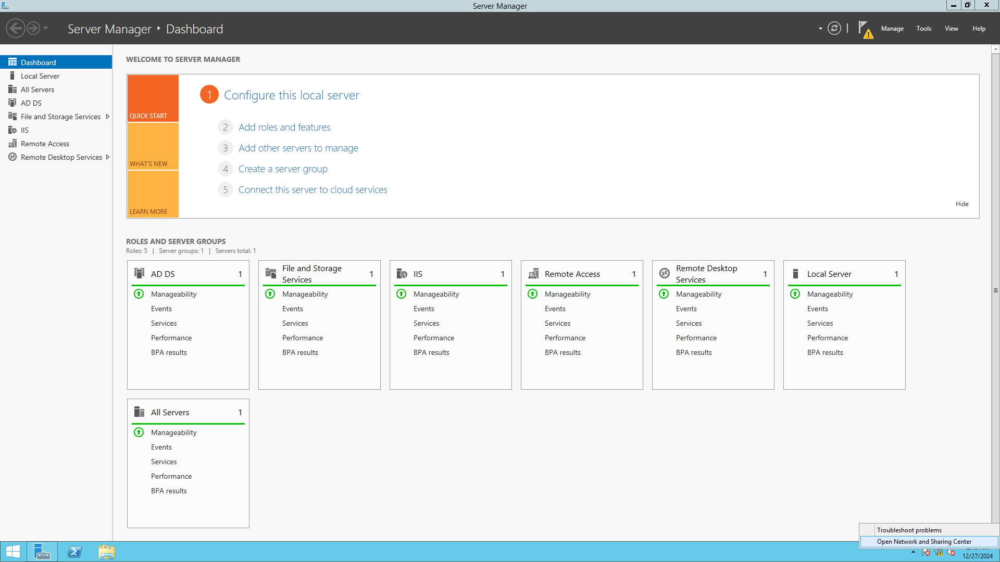 Server Manager
Server Manager ‣ Dashboard
Manage
Tools
View
Help
Dashboard
Local Server
All Servers
AD DS
File and Storage Services
IIS
Remote Access
Remote Desktop Services
WELCOME TO SERVER MANAGER
QUICK START
WHAT'S NEW
LEARN MORE
1 Configure this local server
2 Add roles and features
3 Add other servers to manage
4 Create a server group
5 Connect this server to cloud services
Hide
ROLES AND SERVER GROUPS
Roles: 5 | Server groups: 1 | Servers total: 1
AD DS 1
Manageability
Events
Services
Performance
BPA results
File and Storage
Services 1
Manageability
Events
Services
Performance
BPA results
IIS 1
Manageability
Events
Services
Performance
BPA results
Remote Access 1
Manageability
Events
Services
Performance
BPA results
Remote Desktop
Services 1
Manageability
Events
Services
Performance
BPA results
Local Server 1
Manageability
Events
Services
Performance
BPA results
All Servers 1
Manageability
Events
Services
Performance
BPA results
Troubleshoot problems
Open Network and Sharing Center
12/27/2024